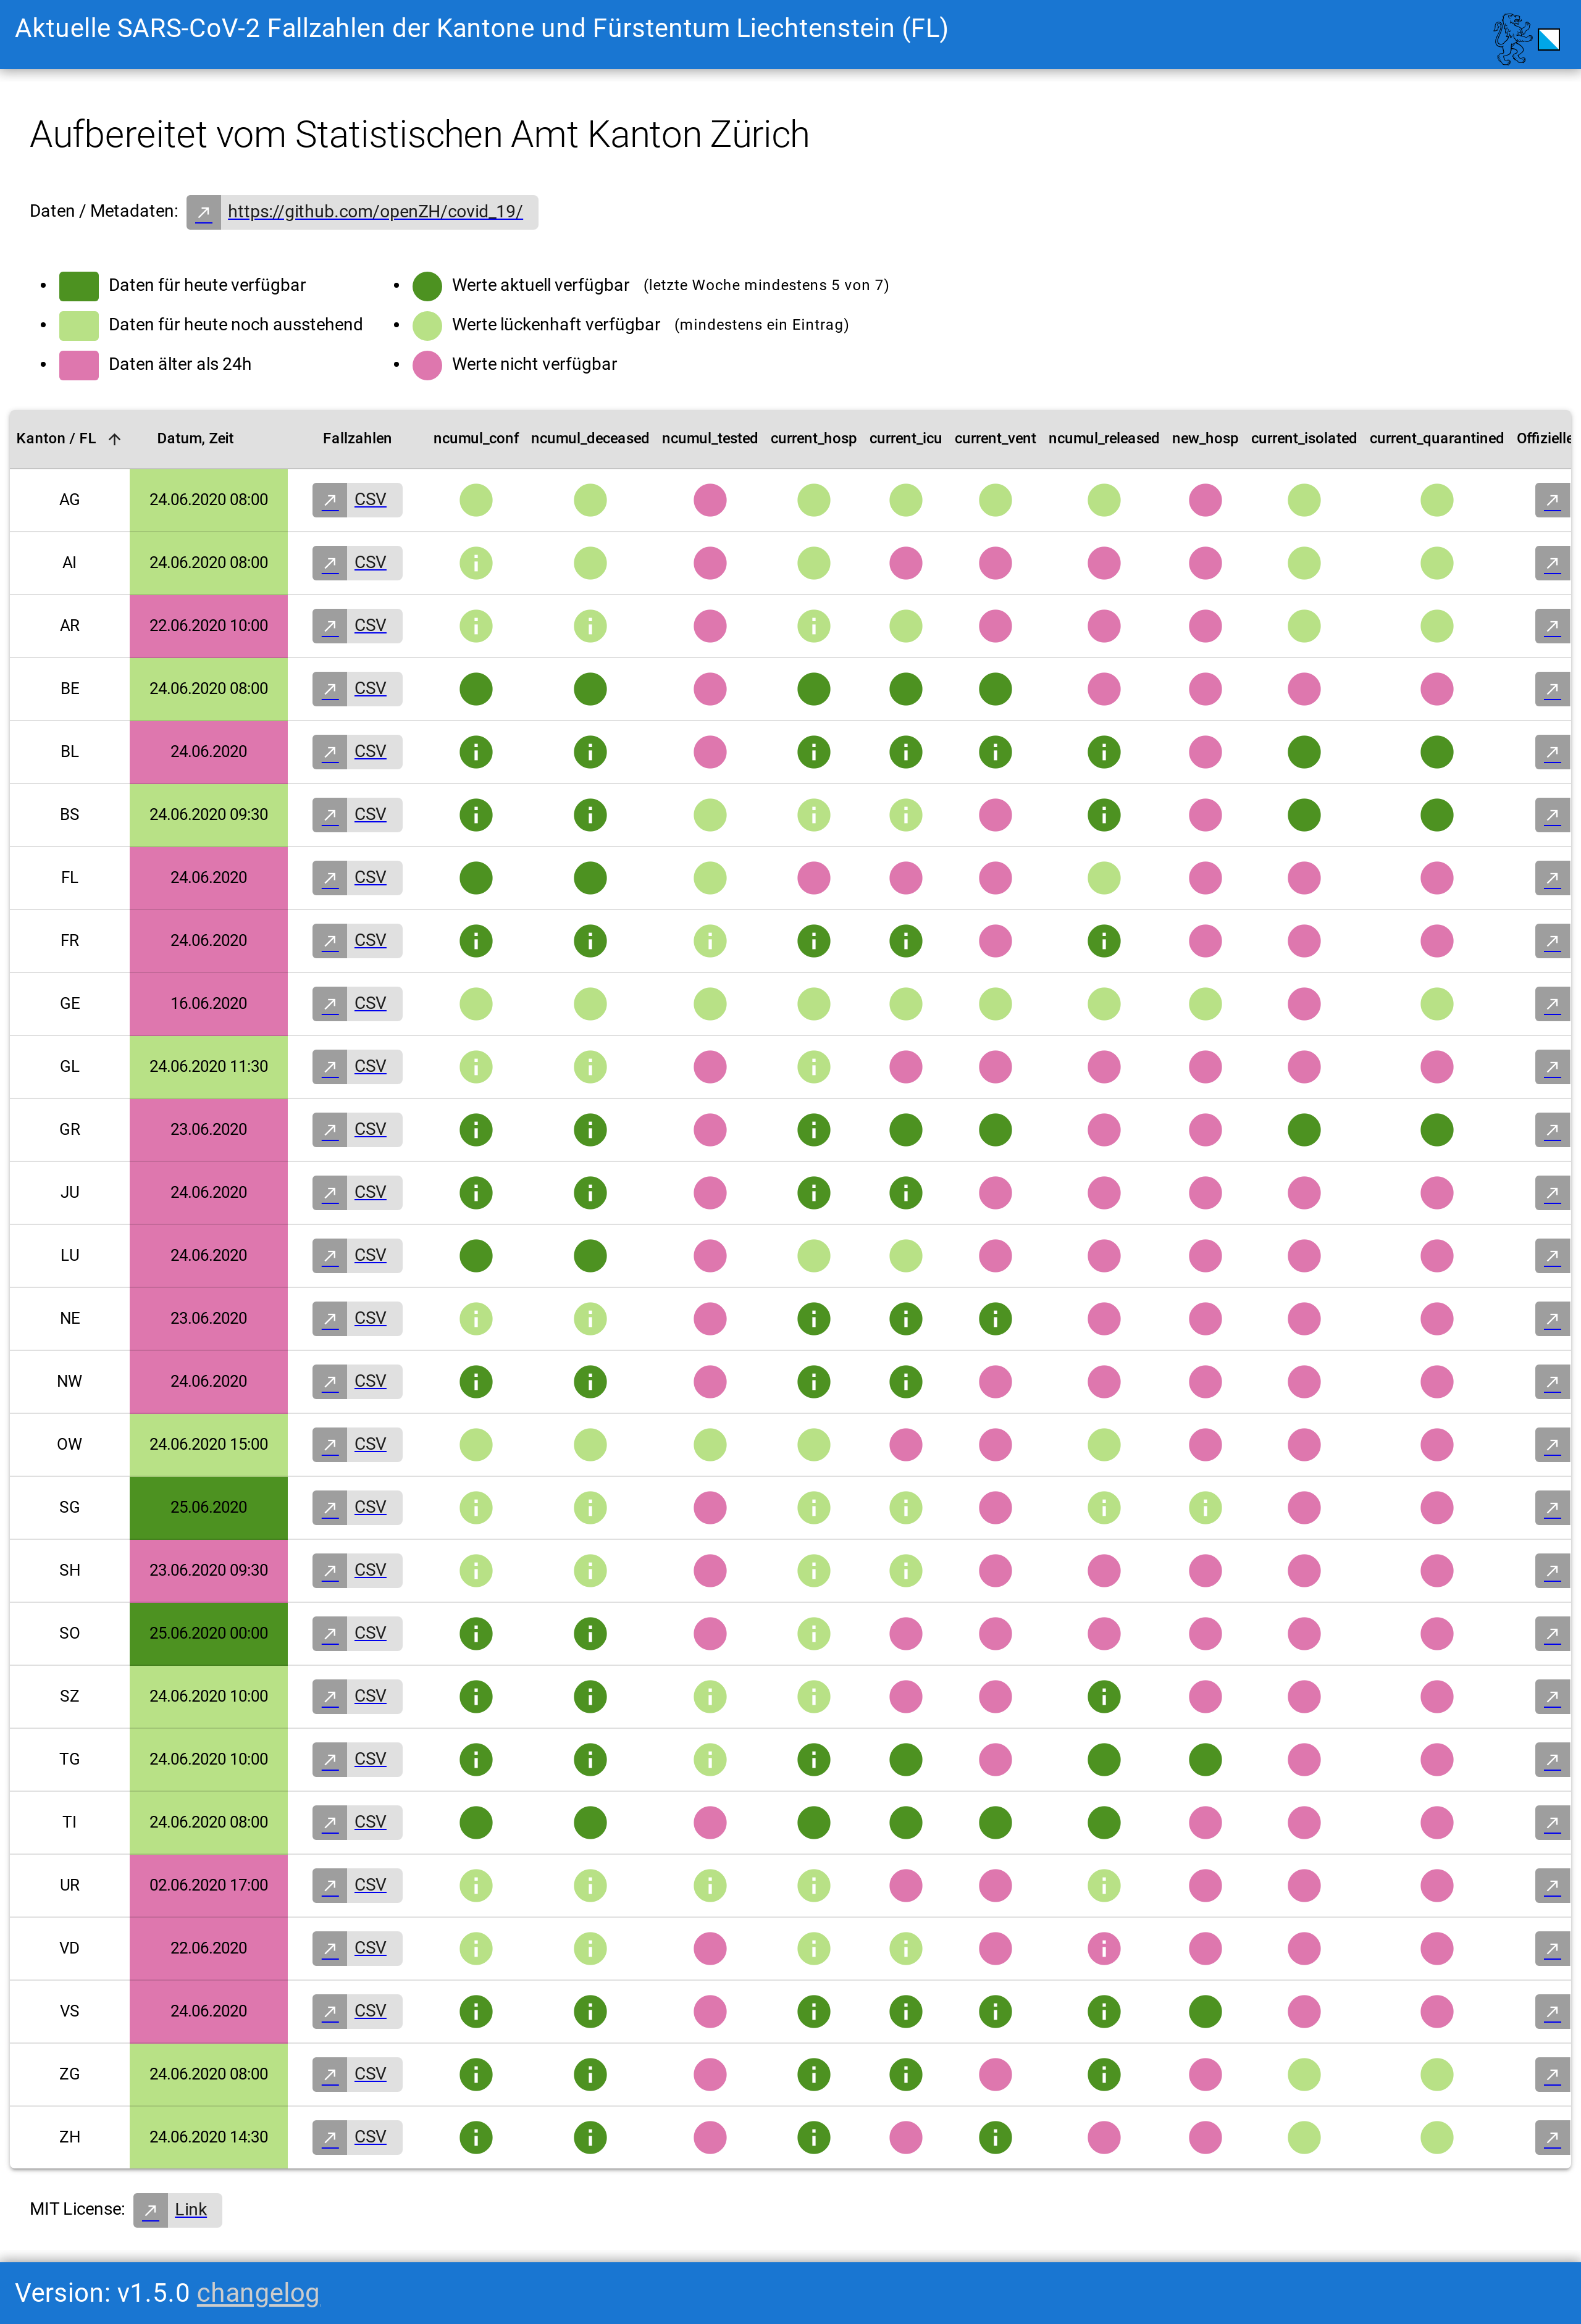 Aktuelle SARS-CoV-2 Fallzahlen der Kantone und Fürstentum Liechtenstein (FL)
Aufbereitet vom Statistischen Amt Kanton Zürich
Daten / Metadaten: https://github.com/openZH/covid_19/
Daten für heute verfügbar
Daten für heute noch ausstehend
Daten älter als 24h
Werte aktuell verfügbar (letzte Woche mindestens 5 von 7)
Werte lückenhaft verfügbar (mindestens ein Eintrag)
Werte nicht verfügbar
Kanton / FL Datum, Zeit Fallzahlen ncumul_conf ncumul_deceased ncumul_tested current_hosp current_icu current_vent ncumul_released new_hosp current_isolated current_quarantined Offizielle
AG 24.06.2020 08:00 CSV
AI 24.06.2020 08:00 CSV
AR 22.06.2020 10:00 CSV
BE 24.06.2020 08:00 CSV
BL 24.06.2020 CSV
BS 24.06.2020 09:30 CSV
FL 24.06.2020 CSV
FR 24.06.2020 CSV
GE 16.06.2020 CSV
GL 24.06.2020 11:30 CSV
GR 23.06.2020 CSV
JU 24.06.2020 CSV
LU 24.06.2020 CSV
NE 23.06.2020 CSV
NW 24.06.2020 CSV
OW 24.06.2020 15:00 CSV
SG 25.06.2020 CSV
SH 23.06.2020 09:30 CSV
SO 25.06.2020 00:00 CSV
SZ 24.06.2020 10:00 CSV
TG 24.06.2020 10:00 CSV
TI 24.06.2020 08:00 CSV
UR 02.06.2020 17:00 CSV
VD 22.06.2020 CSV
VS 24.06.2020 CSV
ZG 24.06.2020 08:00 CSV
ZH 24.06.2020 14:30 CSV
MIT License: Link
Version: v1.5.0 changelog